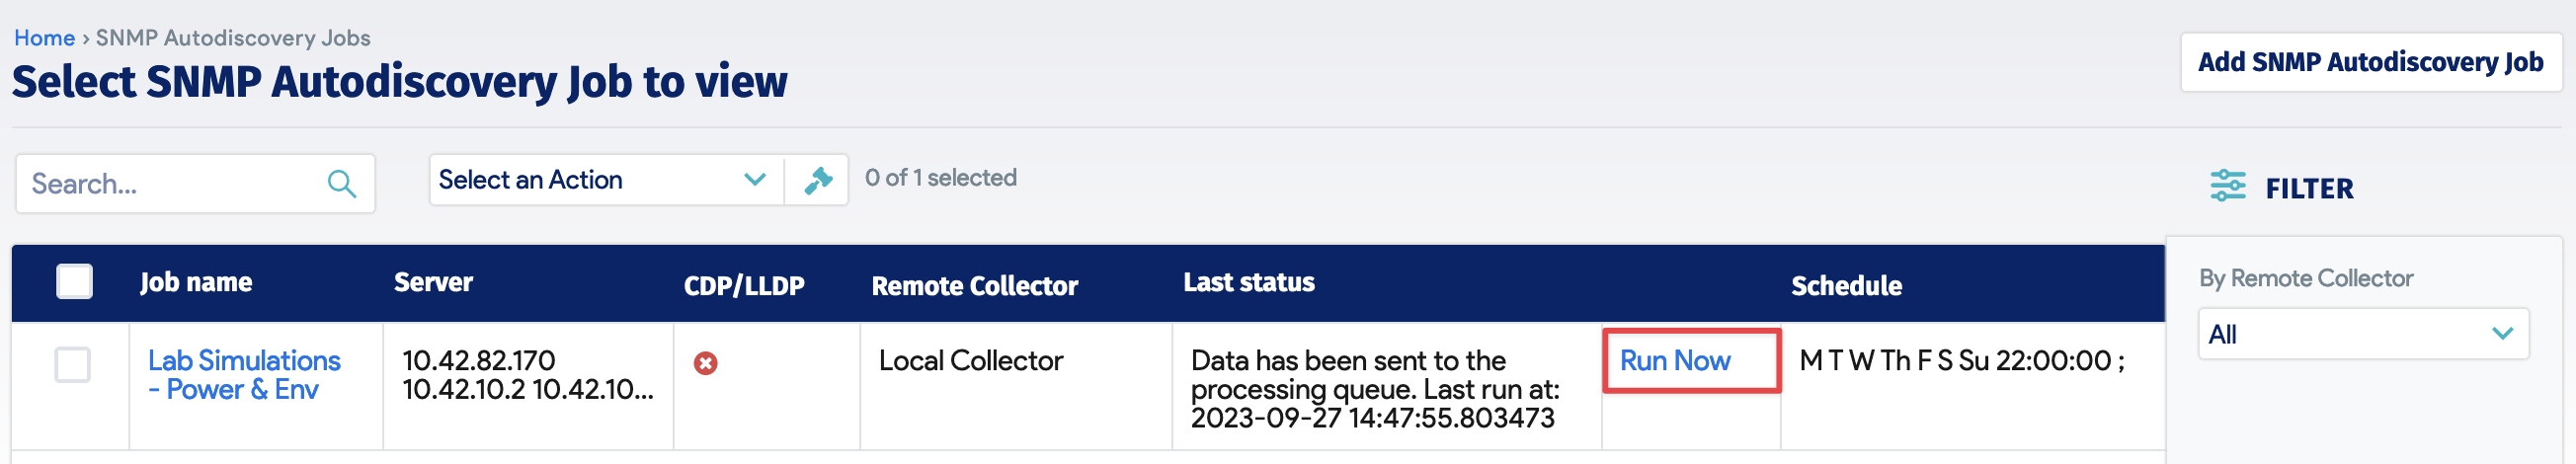 Home › SNMP Autodiscovery Jobs
Select SNMP Autodiscovery Job to view
Add SNMP Autodiscovery Job
Search...
Select an Action
0 of 1 selected
FILTER
Job name
Server
CDP/LLDP
Remote Collector
Last status
Schedule
By Remote Collector
All
Lab Simulations
- Power & Env
10.42.82.170
10.42.10.2 10.42.10...
Local Collector
Data has been sent to the
processing queue. Last run at:
2023-09-27 14:47:55.803473
Run Now
M T W Th F S Su 22:00:00 ;